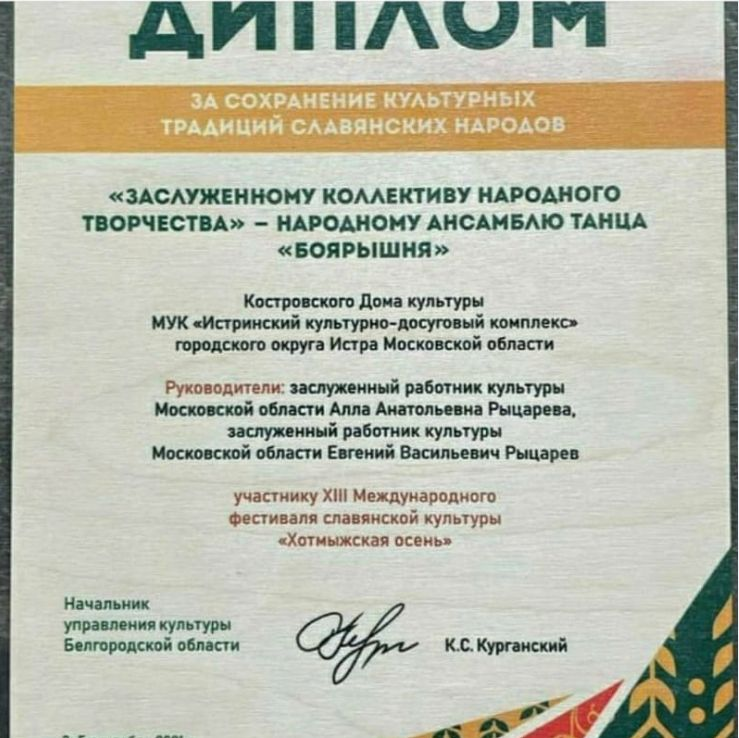 ДИПЛОМ
ЗА СОХРАНЕНИЕ КУЛЬТУРНЫХ
ТРАДИЦИЙ СЛАВЯНСКИХ НАРОДОВ
«ЗАСЛУЖЕННОМУ КОЛЛЕКТИВУ НАРОДНОГО
ТВОРЧЕСТВА» – НАРОДНОМУ АНСАМБЛЮ ТАНЦА
«БОЯРЫШНЯ»
Костровского Дома культуры
МУК «Истринский культурно-досуговый комплекс»
городского округа Истра Московской области
Руководители: заслуженный работник культуры
Московской области Алла Анатольевна Рыцарева,
заслуженный работник культуры
Московской области Евгений Васильевич Рыцарев
участнику XIII Международного
фестиваля славянской культуры
«Хотмыжская осень»
Начальник
управления культуры
Белгородской области
К.С. Курганский